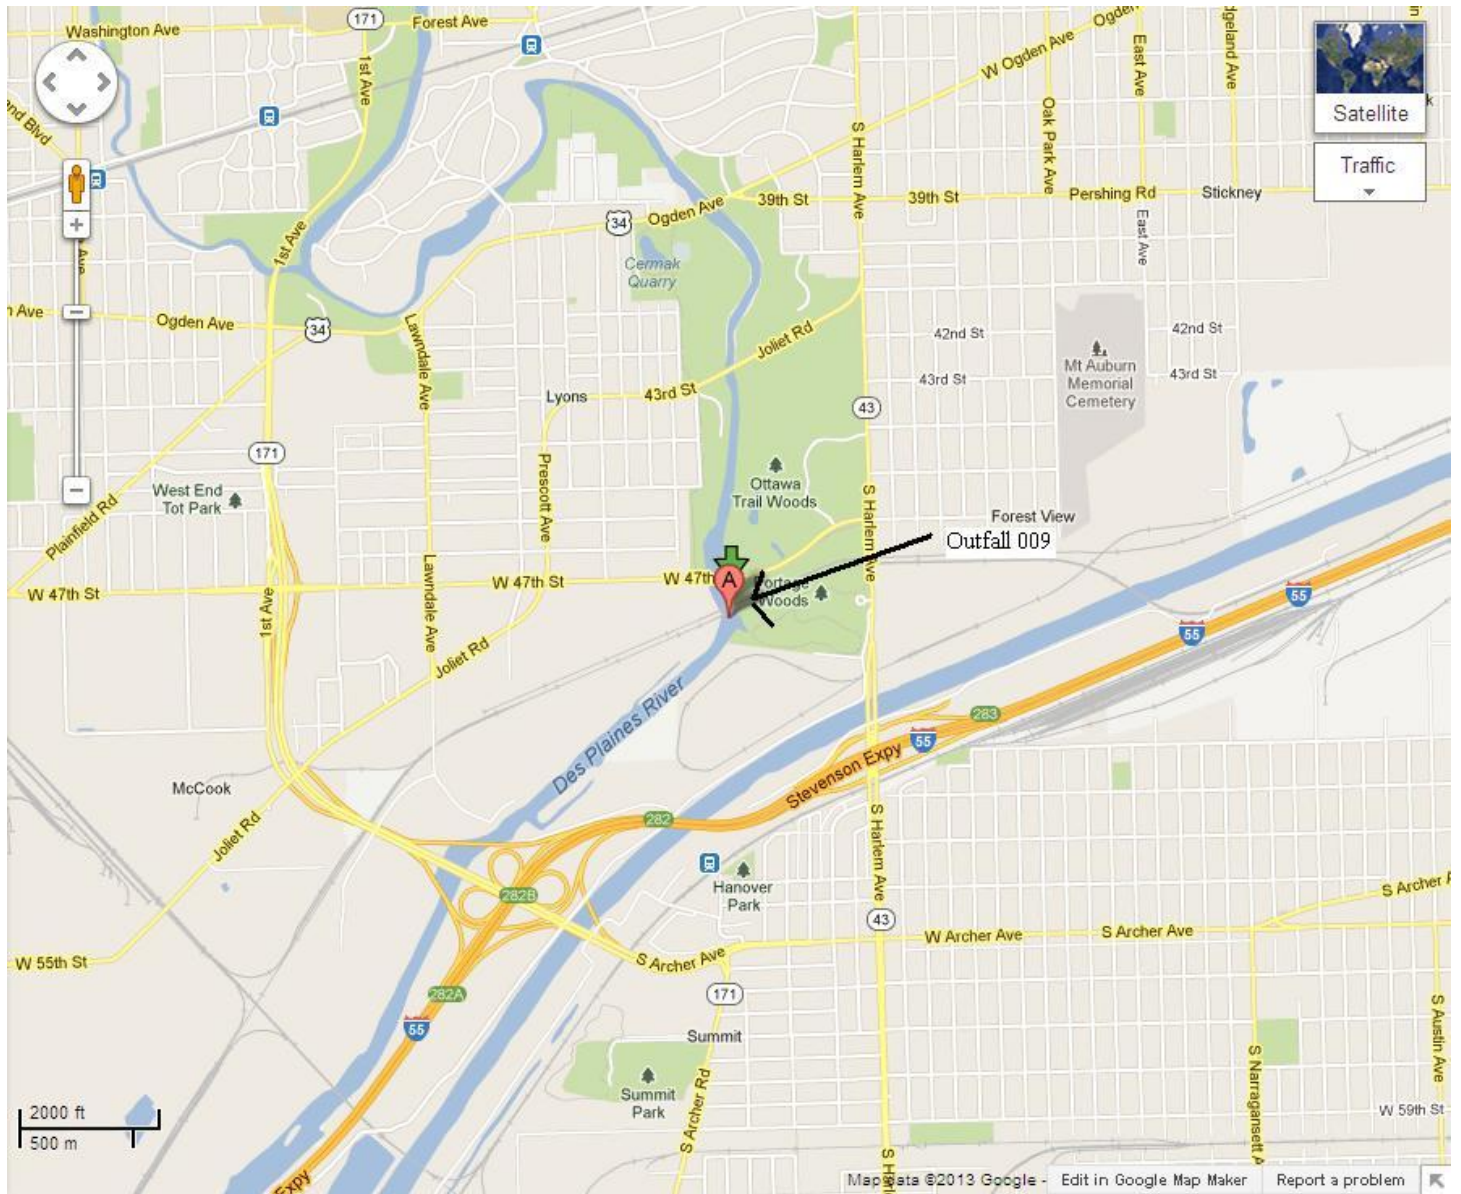 171
Forest Ave
Washington Ave
Ogden
1st Ave
W Ogden Ave
East Ave
Satellite
Traffic
Oak Park Ave
S Harlem Ave
39th St
39th St
Pershing Rd
Stickney
East Ave
34
Ogden Ave
Cermak
Quarry
1st Ave
Ave
Ogden Ave
34
Lawndale Ave
Joliet Rd
42nd St
42nd St
43rd St
43rd St
Mt Auburn
Memorial
Cemetery
43rd St
Lyons
43
171
West End
Tot Park
Plainfield Rd
Prescott Ave
Ottawa
Trail Woods
S Harlem Ave
Forest View
Outfall 009
W 47th St
W 47th St
W 47th
A
Portage
Woods
Lawndale Ave
1st Ave
Joliet Rd
55
55
Des Plaines River
283
55
Stevenson Expy
McCook
Joliet Rd
282
S Harlem Ave
Hanover
Park
282B
S Archer
43
W Archer Ave
S Archer Ave
W 55th St
S Archer Ave
282A
171
55
Summit
S Austin Ave
S Narragansett A
Summit
Park
S Archer Rd
2000 ft
500 m
W 59th St
Expy
S Harl
Map data ©2013 Google -
Edit in Google Map Maker
Report a problem